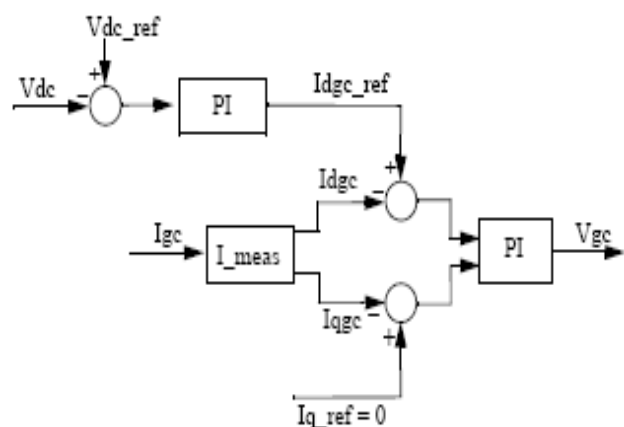 Vdc_ref
+
Vdc
−
PI
Idgc_ref
+
Idgc
−
Igc
I_meas
PI
Vgc
Iqgc
−
+
Iq_ref = 0